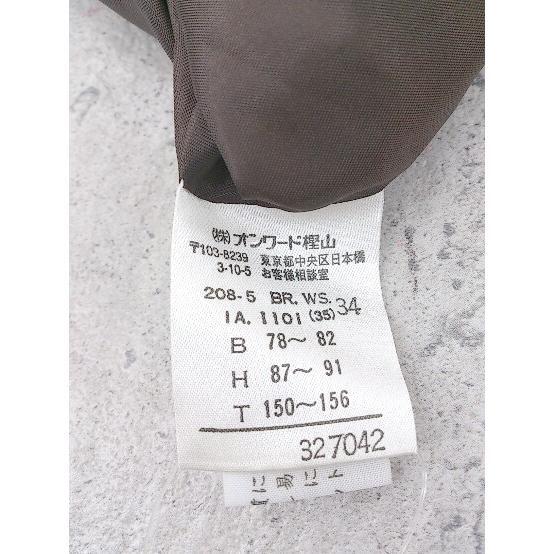 (株)オンワード樫山
〒103-8239 東京都中央区日本橋
3-10-5 お客様相談室
208-5 BR.WS.
IA.1101 (35) 34
B 78〜 82
H 87〜 91
T 150〜156
327042